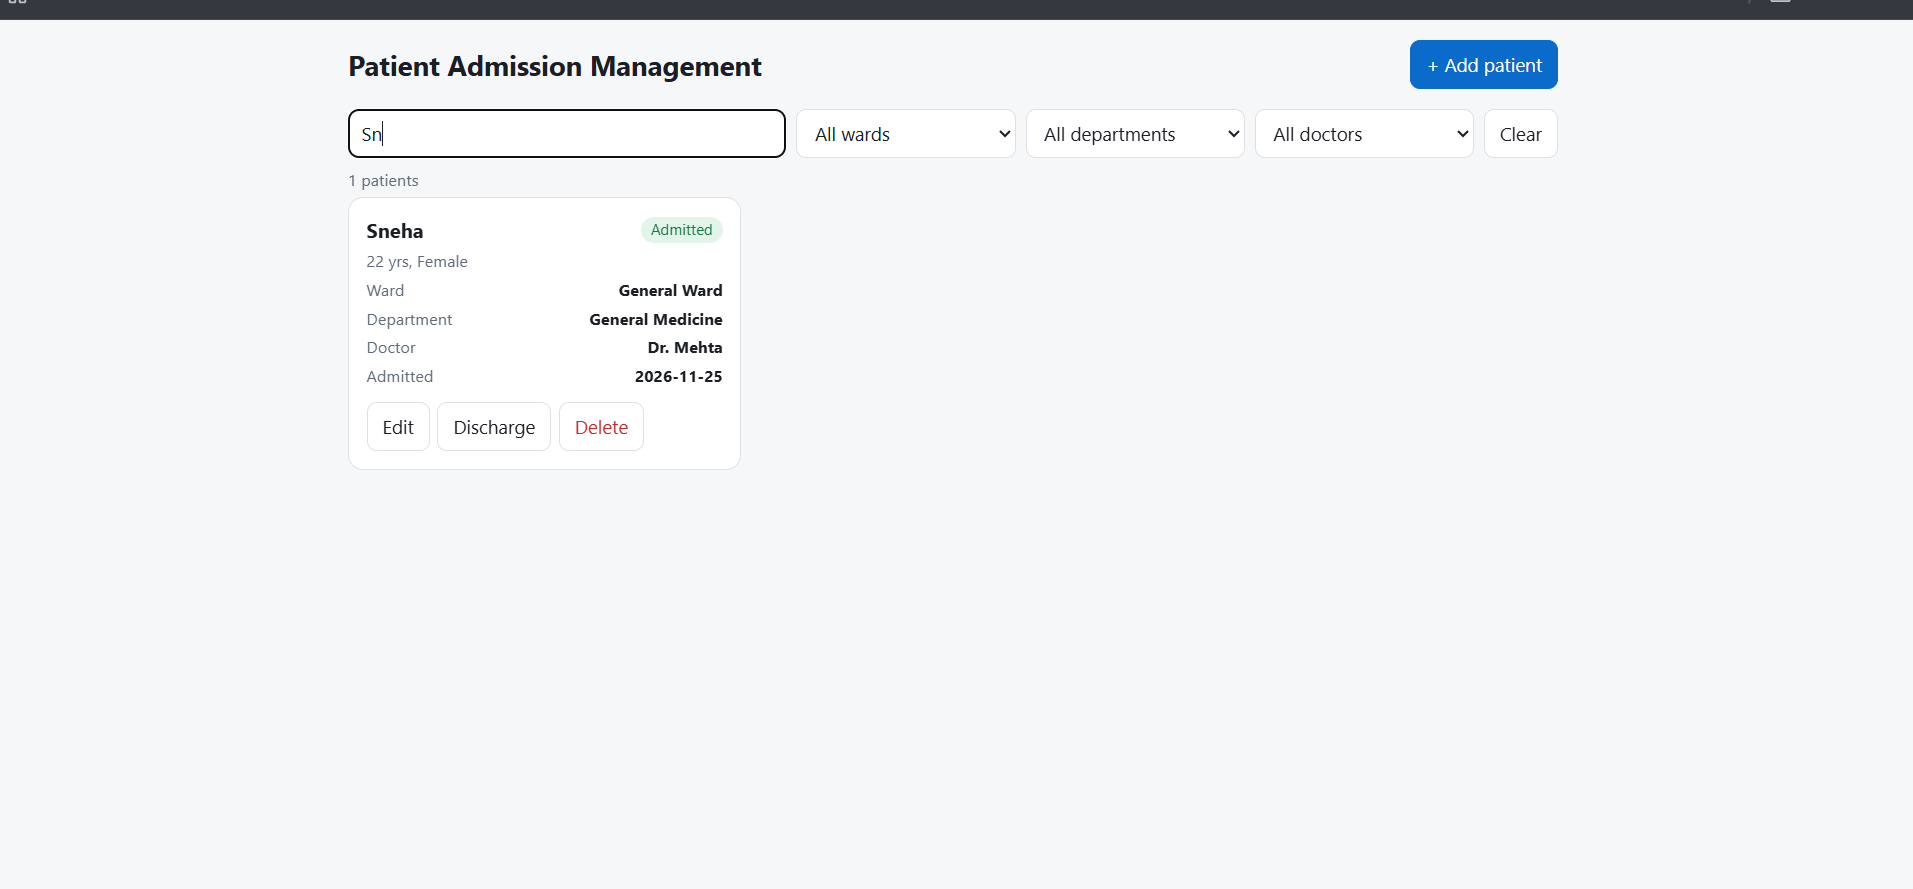 Patient Admission Management
+ Add patient
Sn
All wards
All departments
All doctors
Clear
1 patients
Sneha
Admitted
22 yrs, Female
Ward General Ward
Department General Medicine
Doctor Dr. Mehta
Admitted 2026-11-25
Edit
Discharge
Delete